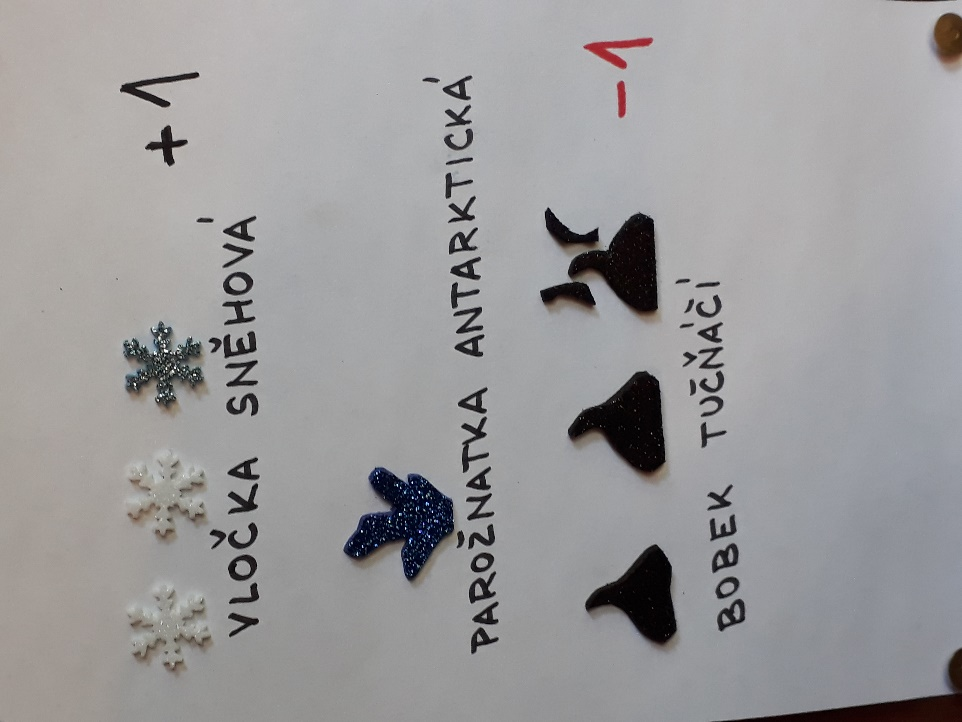 +1
VLOČKA SNĚHOVÁ
PAROŽNATKA ANTARKTICKÁ
-1
BOBEK TUČŇÁČÍ